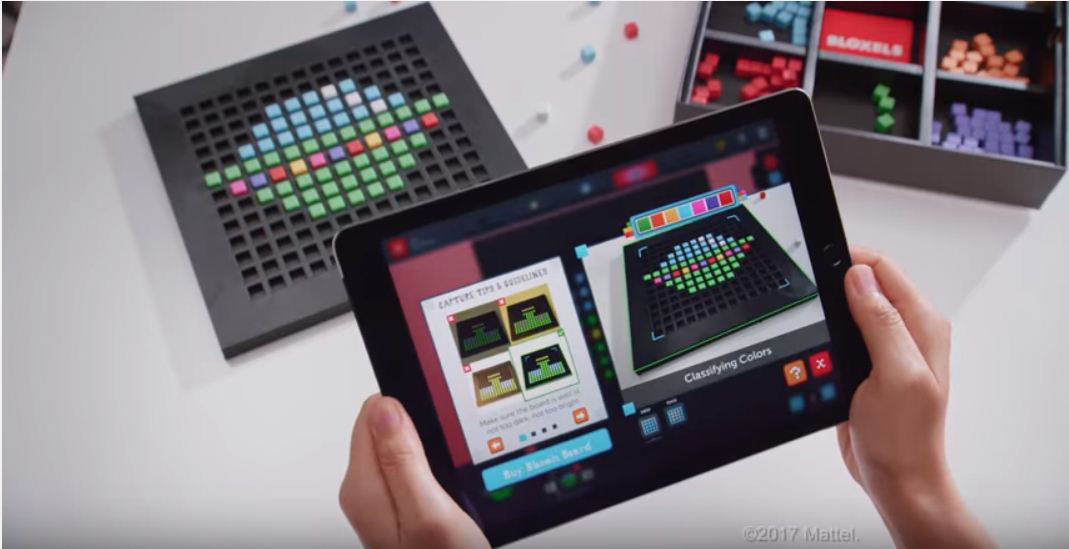 BLOXELS
CAPTURE TIPS & GUIDELINES
Make sure the board is well lit,
not too dark, not too bright.
Buy Bloxels Board
Classifying Colors
?
X
©2017 Mattel.